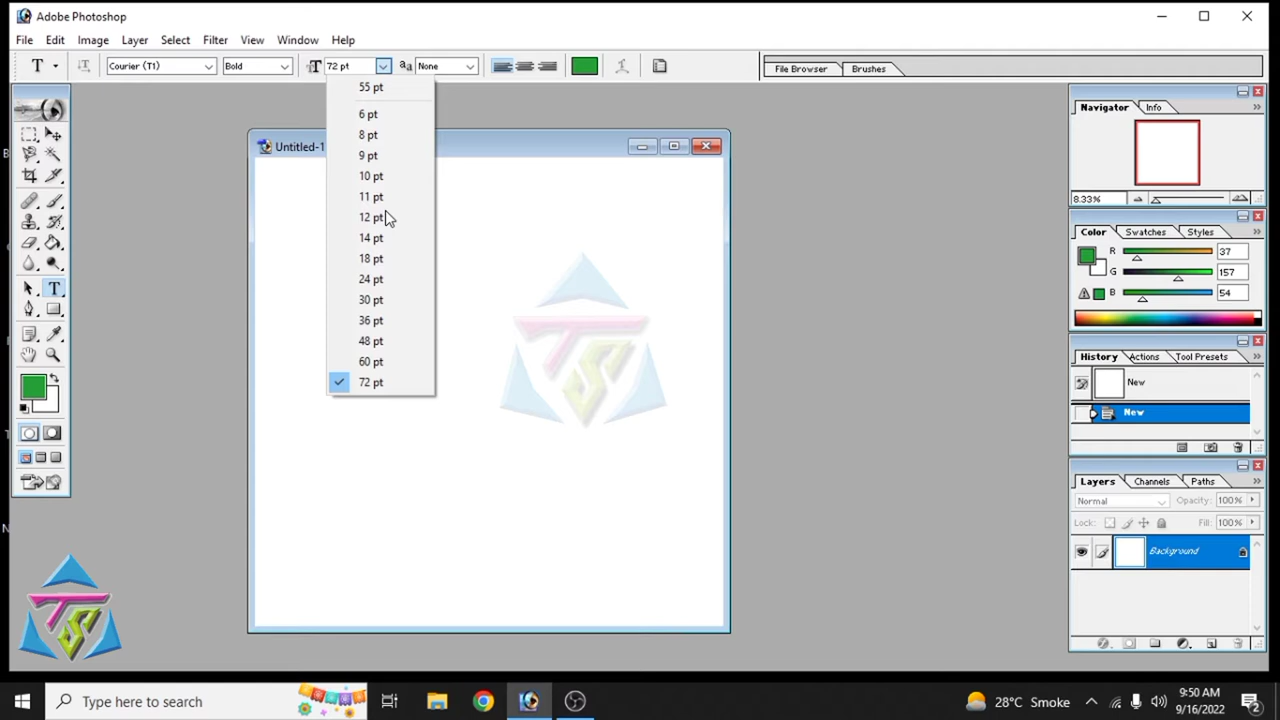 Adobe Photoshop
File Edit Image Layer Select Filter View Window Help
T Courier (T1) Bold T 72 pt aa None File Browser Brushes
55 pt
6 pt
8 pt
9 pt
10 pt
11 pt
12 pt
14 pt
18 pt
24 pt
30 pt
36 pt
48 pt
60 pt
72 pt
Untitled-1
TS
Navigator Info
8.33%
Color Swatches Styles
R 37
G 157
B 54
History Actions Tool Presets
New
New
Layers Channels Paths
Normal Opacity: 100%
Lock: Fill: 100%
Background
TS
Type here to search
28°C Smoke
9:50 AM
9/16/2022
2